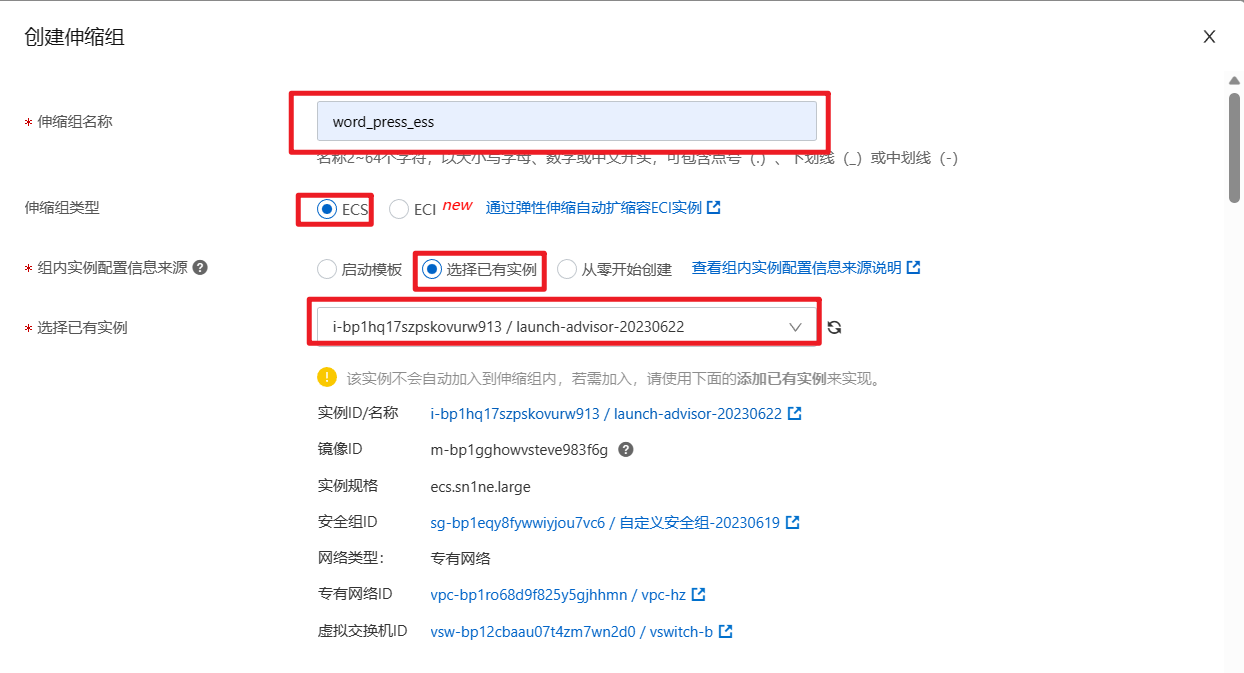 创建伸缩组
* 伸缩组名称 word_press_ess
名称2~64个字符，以大小写字母、数字或中文开头，可包含点号（.）、下划线（_）或中划线（-）
伸缩组类型 ECS ECI new 通过弹性伸缩自动扩缩容ECI实例
* 组内实例配置信息来源 启动模板 选择已有实例 从零开始创建 查看组内实例配置信息来源说明
* 选择已有实例 i-bp1hq17szpskovurw913 / launch-advisor-20230622
该实例不会自动加入到伸缩组内，若需加入，请使用下面的添加已有实例来实现。
实例ID/名称 i-bp1hq17szpskovurw913 / launch-advisor-20230622
镜像ID m-bp1gghowvsteve983f6g
实例规格 ecs.sn1ne.large
安全组ID sg-bp1eqy8fywwiyjou7vc6 / 自定义安全组-20230619
网络类型： 专有网络
专有网络ID vpc-bp1ro68d9f825y5gjhhmn / vpc-hz
虚拟交换机ID vsw-bp12cbaau07t4zm7wn2d0 / vswitch-b